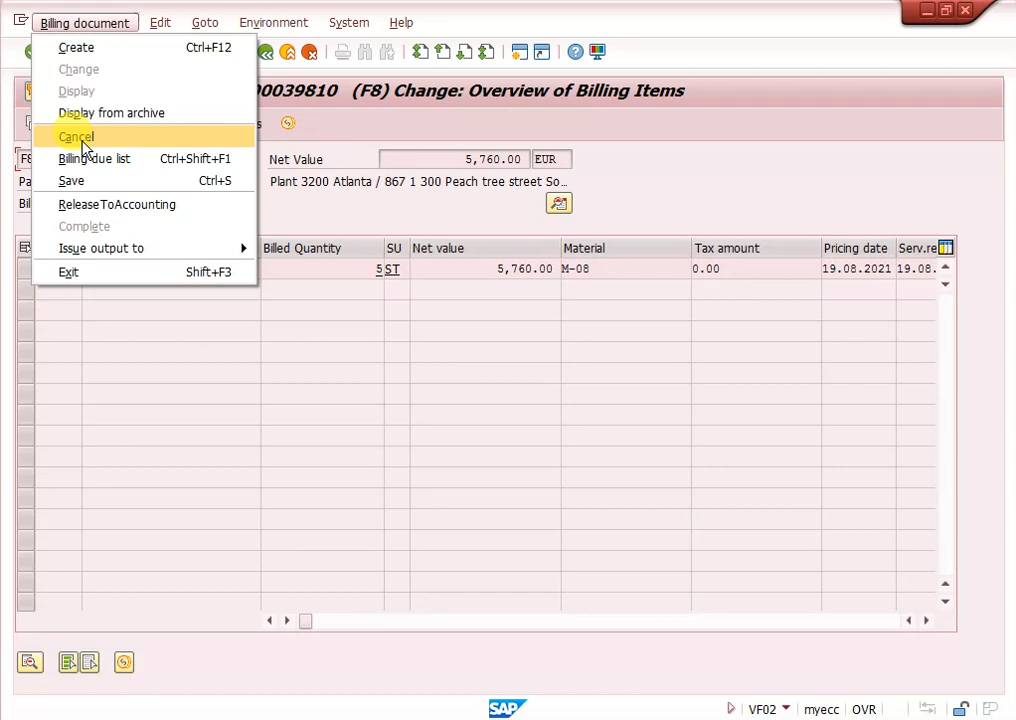 Billing document Edit Goto Environment System Help
Create Ctrl+F12
Change
Display
Display from archive
Cancel
Billing due list Ctrl+Shift+F1
Save Ctrl+S
ReleaseToAccounting
Complete
Issue output to
Exit Shift+F3
00039810 (F8) Change: Overview of Billing Items
s
F8 Net Value 5,760.00 EUR
Pa Plant 3200 Atlanta / 867 1 300 Peach tree street So...
Bil
Billed Quantity SU Net value Material Tax amount Pricing date Serv.re
5 ST 5,760.00 M-08 0.00 19.08.2021 19.08.
SAP VF02 myecc OVR